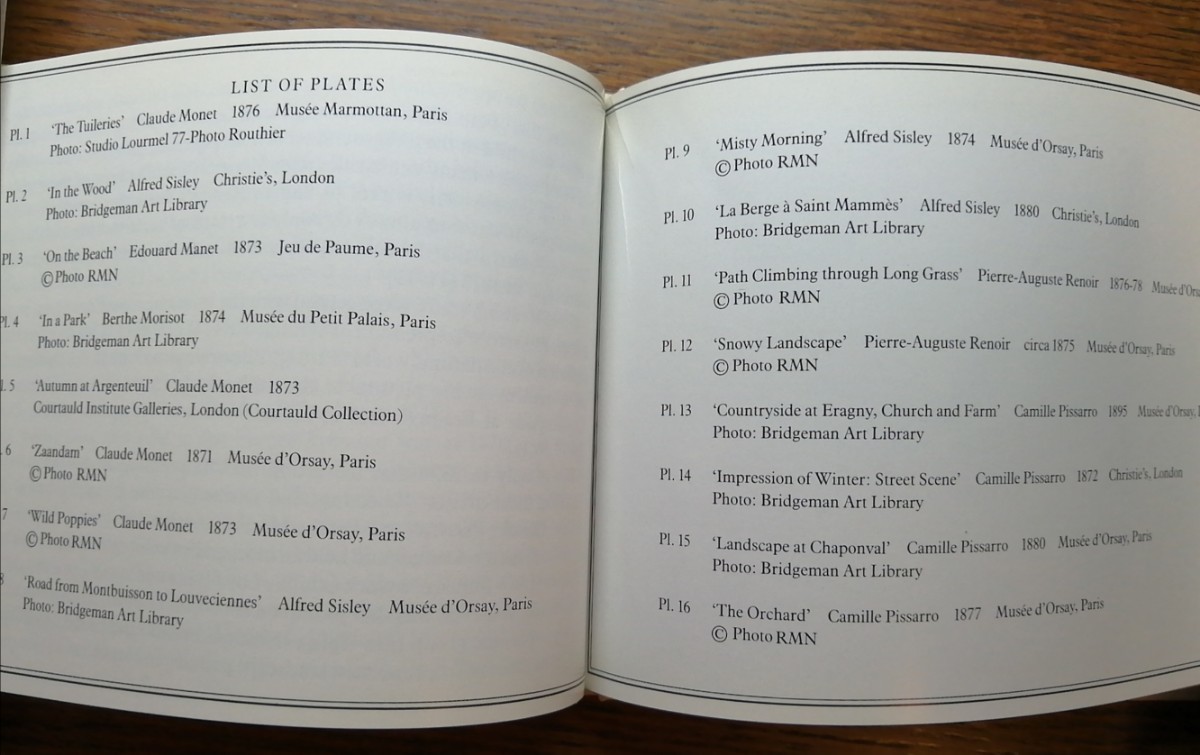 LIST OF PLATES
Pl. 1 ‘The Tuileries’ Claude Monet 1876 Musée Marmottan, Paris
Photo: Studio Lourmel 77-Photo Routhier
Pl. 2 ‘In the Wood’ Alfred Sisley Christie’s, London
Photo: Bridgeman Art Library
Pl. 3 ‘On the Beach’ Edouard Manet 1873 Jeu de Paume, Paris
© Photo RMN
Pl. 4 ‘In a Park’ Berthe Morisot 1874 Musée du Petit Palais, Paris
Photo: Bridgeman Art Library
l. 5 ‘Autumn at Argenteuil’ Claude Monet 1873
Courtauld Institute Galleries, London (Courtauld Collection)
. 6 ‘Zaandam’ Claude Monet 1871 Musée d’Orsay, Paris
© Photo RMN
7 ‘Wild Poppies’ Claude Monet 1873 Musée d’Orsay, Paris
© Photo RMN
8 ‘Road from Montbuisson to Louveciennes’ Alfred Sisley Musée d’Orsay, Paris
Photo: Bridgeman Art Library
Pl. 9 ‘Misty Morning’ Alfred Sisley 1874 Musée d’Orsay, Paris
© Photo RMN
Pl. 10 ‘La Berge à Saint Mammès’ Alfred Sisley 1880 Christie’s, London
Photo: Bridgeman Art Library
Pl. 11 ‘Path Climbing through Long Grass’ Pierre-Auguste Renoir 1876-78 Musée d’Orsa
© Photo RMN
Pl. 12 ‘Snowy Landscape’ Pierre-Auguste Renoir circa 1875 Musée d’Orsay, Paris
© Photo RMN
Pl. 13 ‘Countryside at Eragny, Church and Farm’ Camille Pissarro 1895 Musée d’Orsay,
Photo: Bridgeman Art Library
Pl. 14 ‘Impression of Winter: Street Scene’ Camille Pissarro 1872 Christie’s, London
Photo: Bridgeman Art Library
Pl. 15 ‘Landscape at Chaponval’ Camille Pissarro 1880 Musée d’Orsay, Paris
Photo: Bridgeman Art Library
Pl. 16 ‘The Orchard’ Camille Pissarro 1877 Musée d’Orsay, Paris
© Photo RMN